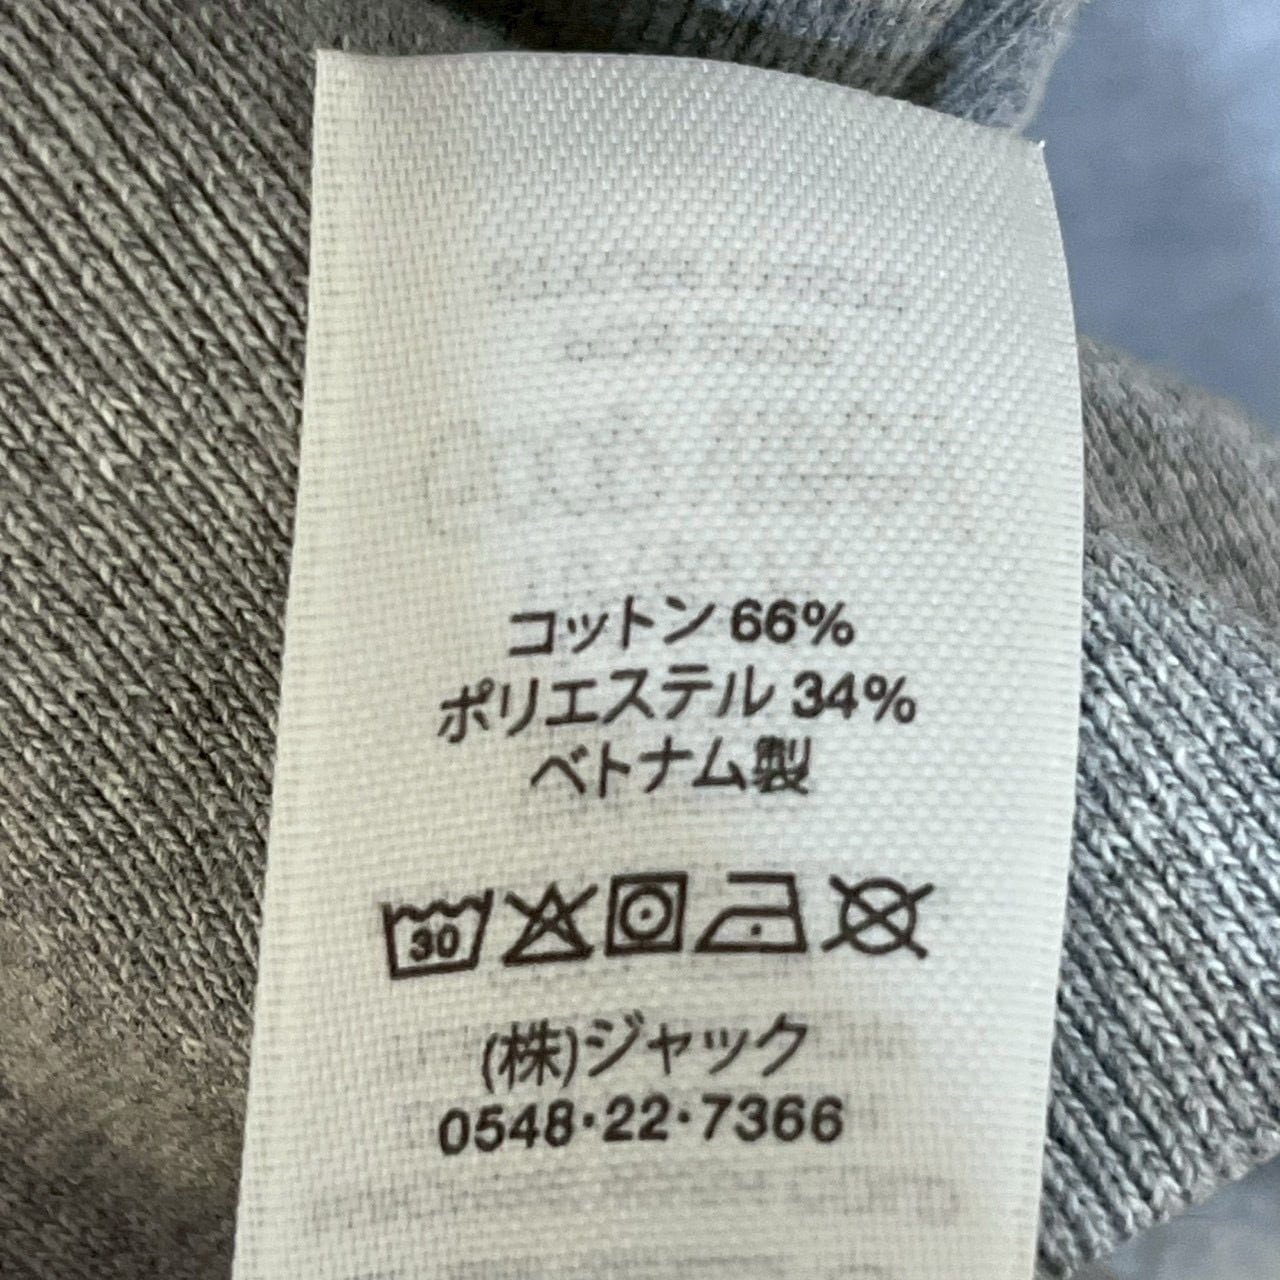 コットン 66%
ポリエステル 34%
ベトナム製
30
(株)ジャック
0548・22・7366